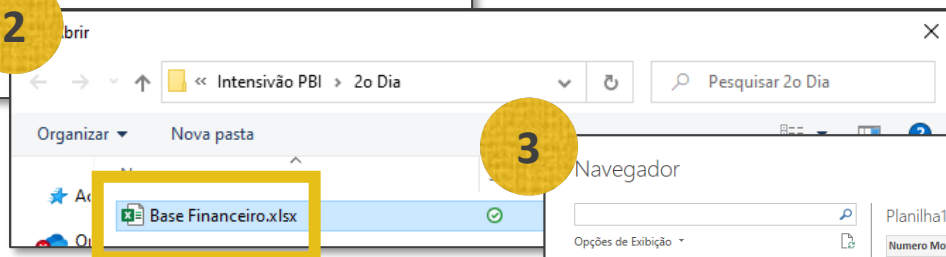 2
brir
« Intensivão PBI > 2o Dia
Pesquisar 2o Dia
Organizar
Nova pasta
Base Financeiro.xlsx
3
Navegador
Opções de Exibição
Planilha1
Numero Mo